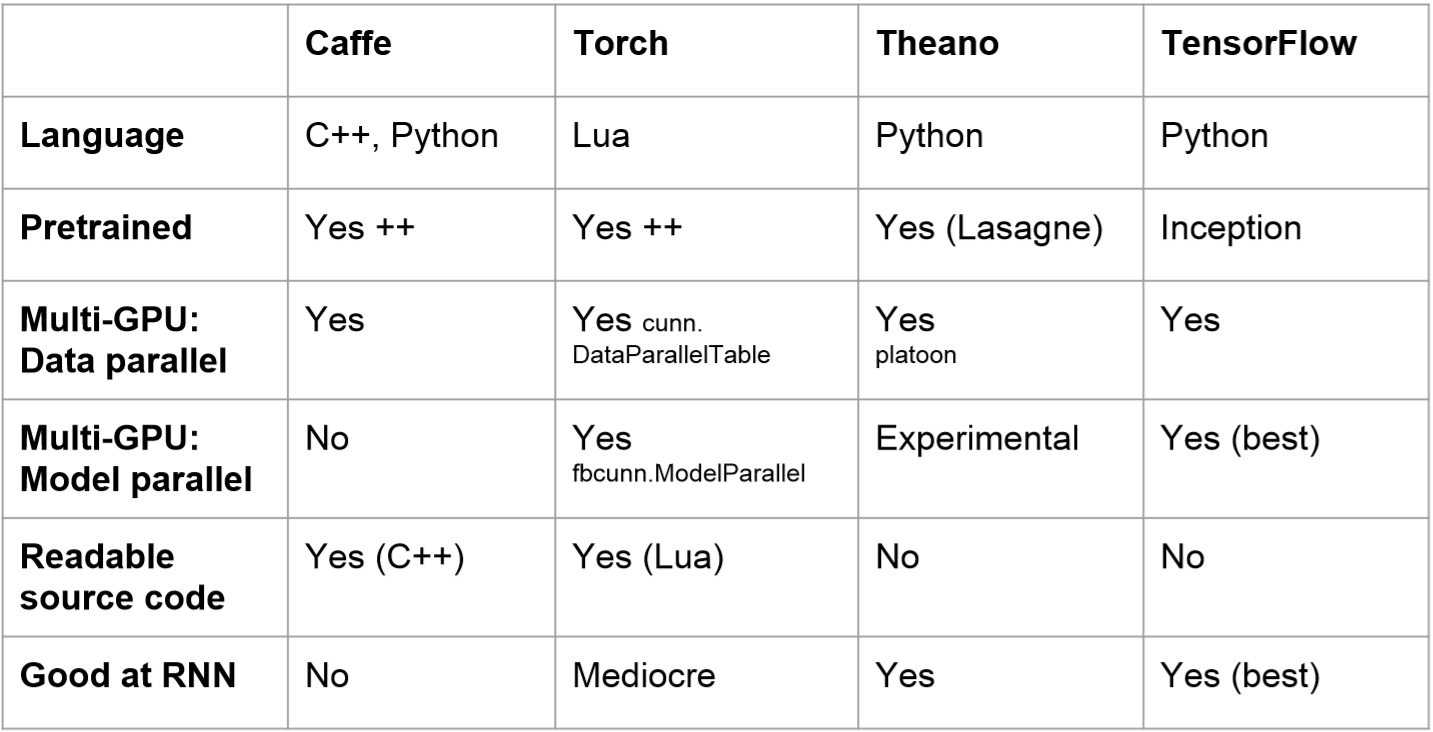 Caffe Torch Theano TensorFlow
Language C++, Python Lua Python Python
Pretrained Yes ++ Yes ++ Yes (Lasagne) Inception
Multi-GPU: Yes Yes cunn. Yes Yes
Data parallel DataParallelTable platoon
Multi-GPU: No Yes Experimental Yes (best)
Model parallel fbcunn.ModelParallel
Readable Yes (C++) Yes (Lua) No No
source code
Good at RNN No Mediocre Yes Yes (best)